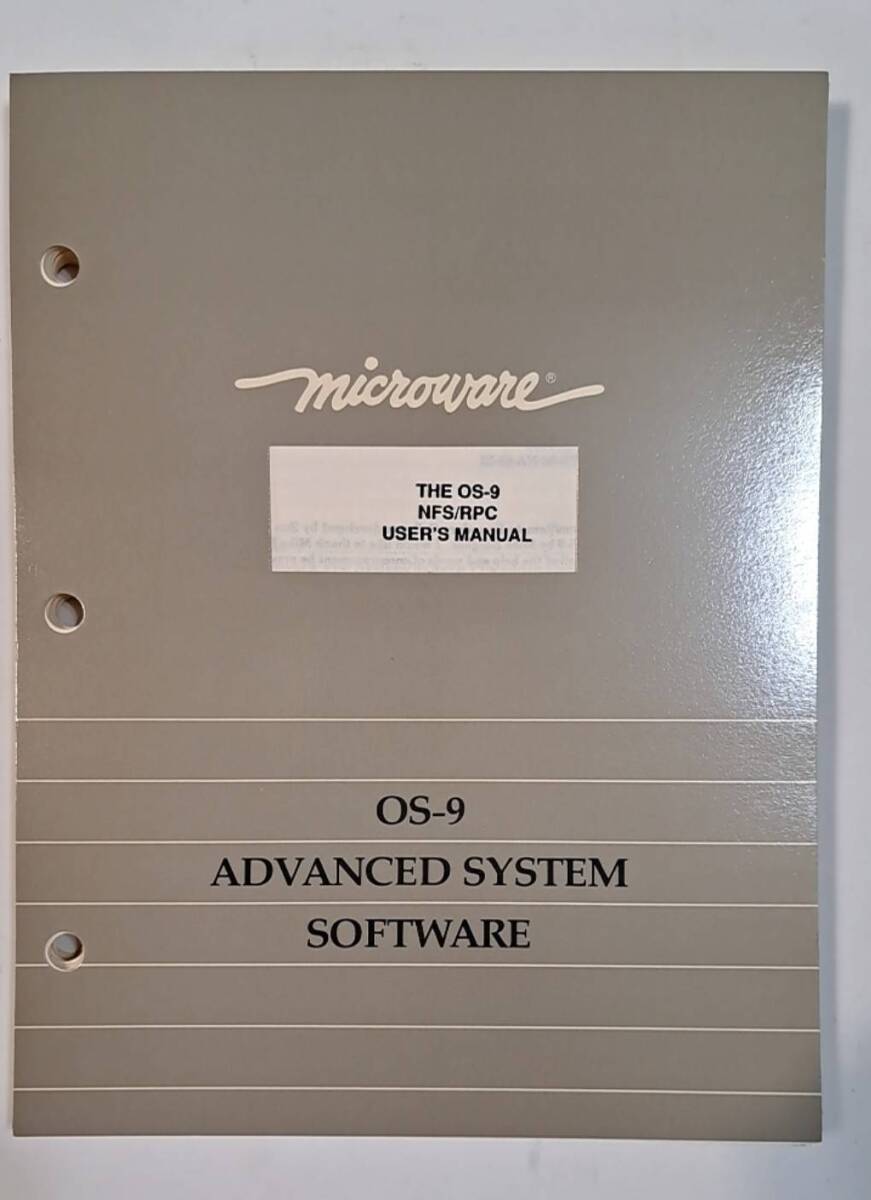 microware®
THE OS-9
NFS/RPC
USER'S MANUAL
OS-9
ADVANCED SYSTEM
SOFTWARE